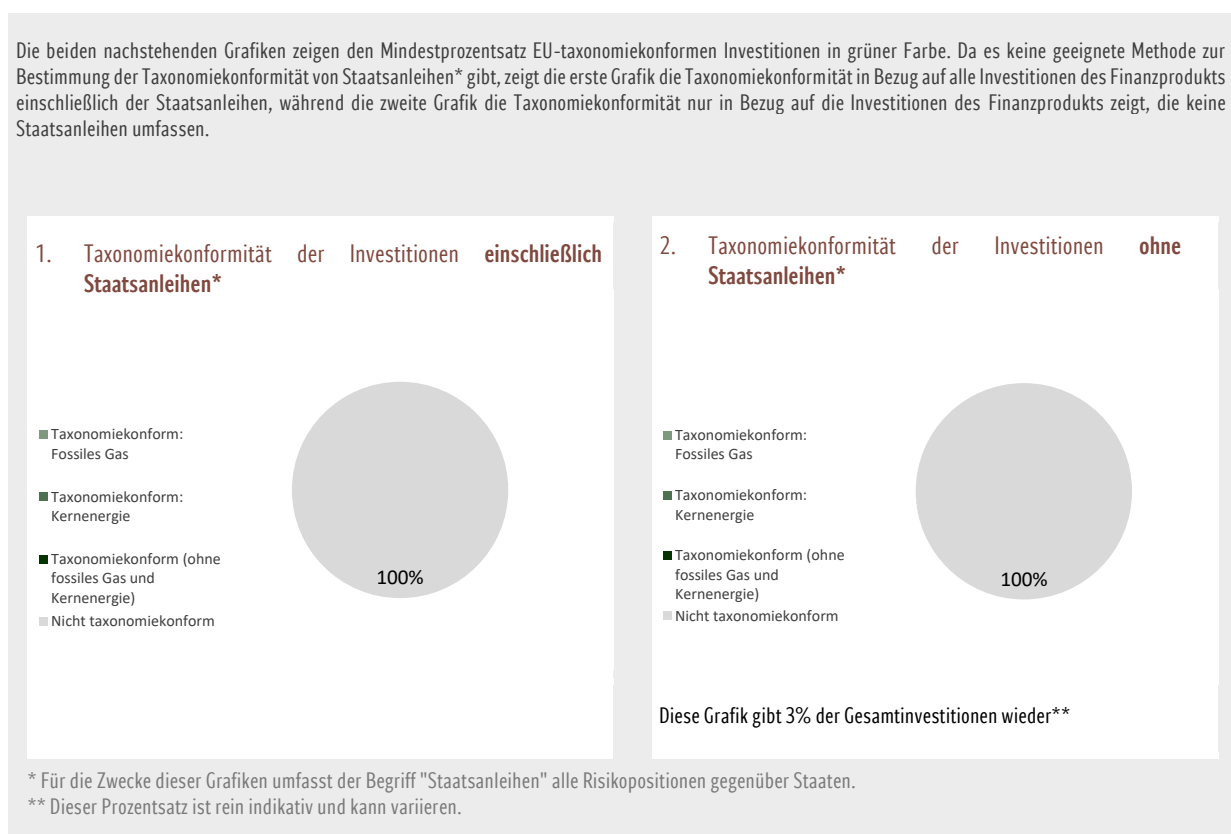 Die beiden nachstehenden Grafiken zeigen den Mindestprozentsatz EU-taxonomiekonformen Investitionen in grüner Farbe. Da es keine geeignete Methode zur
Bestimmung der Taxonomiekonformität von Staatsanleihen* gibt, zeigt die erste Grafik die Taxonomiekonformität in Bezug auf alle Investitionen des Finanzprodukts
einschließlich der Staatsanleihen, während die zweite Grafik die Taxonomiekonformität nur in Bezug auf die Investitionen des Finanzprodukts zeigt, die keine
Staatsanleihen umfassen.
1. Taxonomiekonformität der Investitionen einschließlich
Staatsanleihen*
Taxonomiekonform:
Fossiles Gas
Taxonomiekonform:
Kernenergie
Taxonomiekonform (ohne
fossiles Gas und
Kernenergie)
Nicht taxonomiekonform
100%
2. Taxonomiekonformität der Investitionen ohne
Staatsanleihen*
Taxonomiekonform:
Fossiles Gas
Taxonomiekonform:
Kernenergie
Taxonomiekonform (ohne
fossiles Gas und
Kernenergie)
Nicht taxonomiekonform
100%
Diese Grafik gibt 3% der Gesamtinvestitionen wieder**
* Für die Zwecke dieser Grafiken umfasst der Begriff "Staatsanleihen" alle Risikopositionen gegenüber Staaten.
** Dieser Prozentsatz ist rein indikativ und kann variieren.